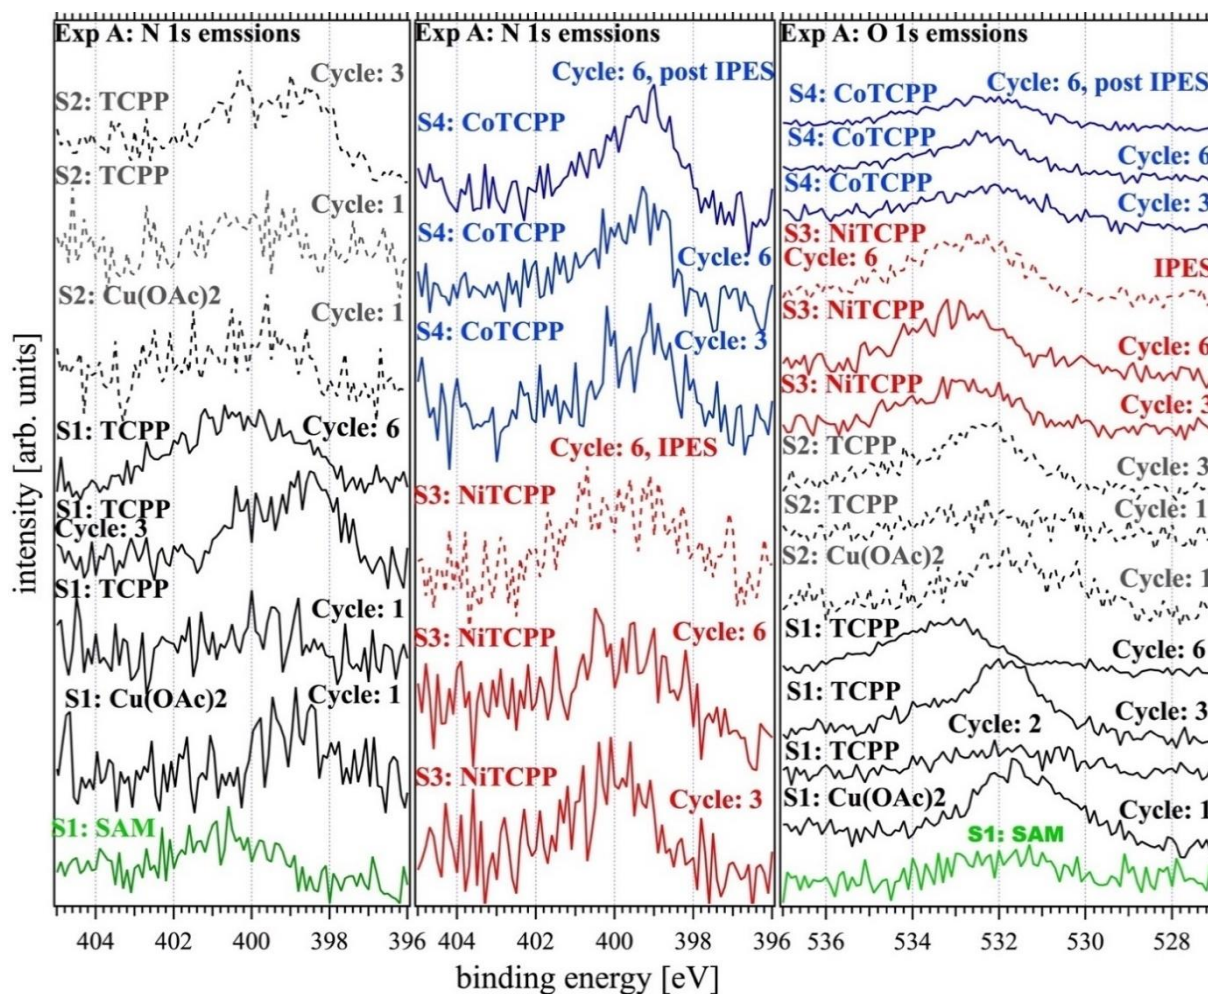 Exp A: N 1s emssions
Cycle: 3
S2: TCPP
S2: TCPP
Cycle: 1
S2: Cu(OAc)2
Cycle: 1
S1: TCPP
Cycle: 6
S1: TCPP
Cycle: 3
S1: TCPP
Cycle: 1
S1: Cu(OAc)2
Cycle: 1
S1: SAM
404
402
400
398
396
Exp A: N 1s emssions
Cycle: 6, post IPES
S4: CoTCPP
S4: CoTCPP
Cycle: 6
S4: CoTCPP
Cycle: 3
Cycle: 6, IPES
S3: NiTCPP
S3: NiTCPP
Cycle: 6
S3: NiTCPP
Cycle: 3
404
402
400
398
396
Exp A: O 1s emssions
S4: CoTCPP
Cycle: 6, post IPES
S4: CoTCPP
Cycle: 6
S4: CoTCPP
Cycle: 3
S3: NiTCPP
Cycle: 6
IPES
S3: NiTCPP
Cycle: 6
S3: NiTCPP
Cycle: 3
S2: TCPP
Cycle: 3
S2: TCPP
Cycle: 1
S2: Cu(OAc)2
Cycle: 1
S1: TCPP
Cycle: 6
S1: TCPP
Cycle: 3
Cycle: 2
S1: TCPP
S1: Cu(OAc)2
Cycle: 1
S1: SAM
536
534
532
530
528
intensity [arb. units]
binding energy [eV]